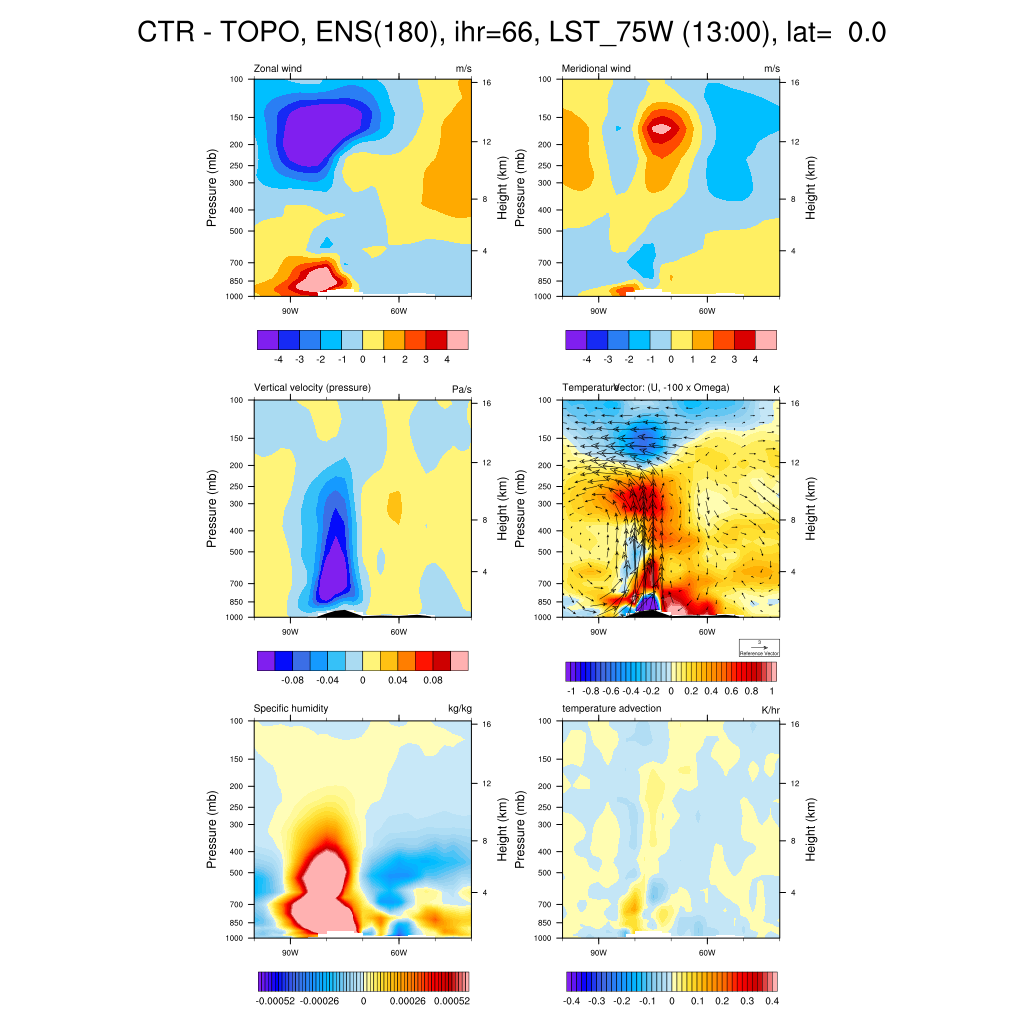 CTR - TOPO, ENS(180), ihr=66, LST_75W (13:00), lat= 0.0
Zonal wind m/s
Pressure (mb)
100
150
200
250
300
400
500
700
850
1000
16
12
8
4
Height (km)
90W 60W
-4 -3 -2 -1 0 1 2 3 4
Meridional wind m/s
Pressure (mb)
100
150
200
250
300
400
500
700
850
1000
16
12
8
4
Height (km)
90W 60W
-4 -3 -2 -1 0 1 2 3 4
Vertical velocity (pressure) Pa/s
Pressure (mb)
100
150
200
250
300
400
500
700
850
1000
16
12
8
4
Height (km)
90W 60W
-0.08 -0.04 0 0.04 0.08
Temperature Vector: (U, -100 x Omega) K
Pressure (mb)
100
150
200
250
300
400
500
700
850
1000
16
12
8
4
Height (km)
90W 60W
3
Reference Vector
-1 -0.8 -0.6 -0.4 -0.2 0 0.2 0.4 0.6 0.8 1
Specific humidity kg/kg
Pressure (mb)
100
150
200
250
300
400
500
700
850
1000
16
12
8
4
Height (km)
90W 60W
-0.00052 -0.00026 0 0.00026 0.00052
temperature advection K/hr
Pressure (mb)
100
150
200
250
300
400
500
700
850
1000
16
12
8
4
Height (km)
90W 60W
-0.4 -0.3 -0.2 -0.1 0 0.1 0.2 0.3 0.4